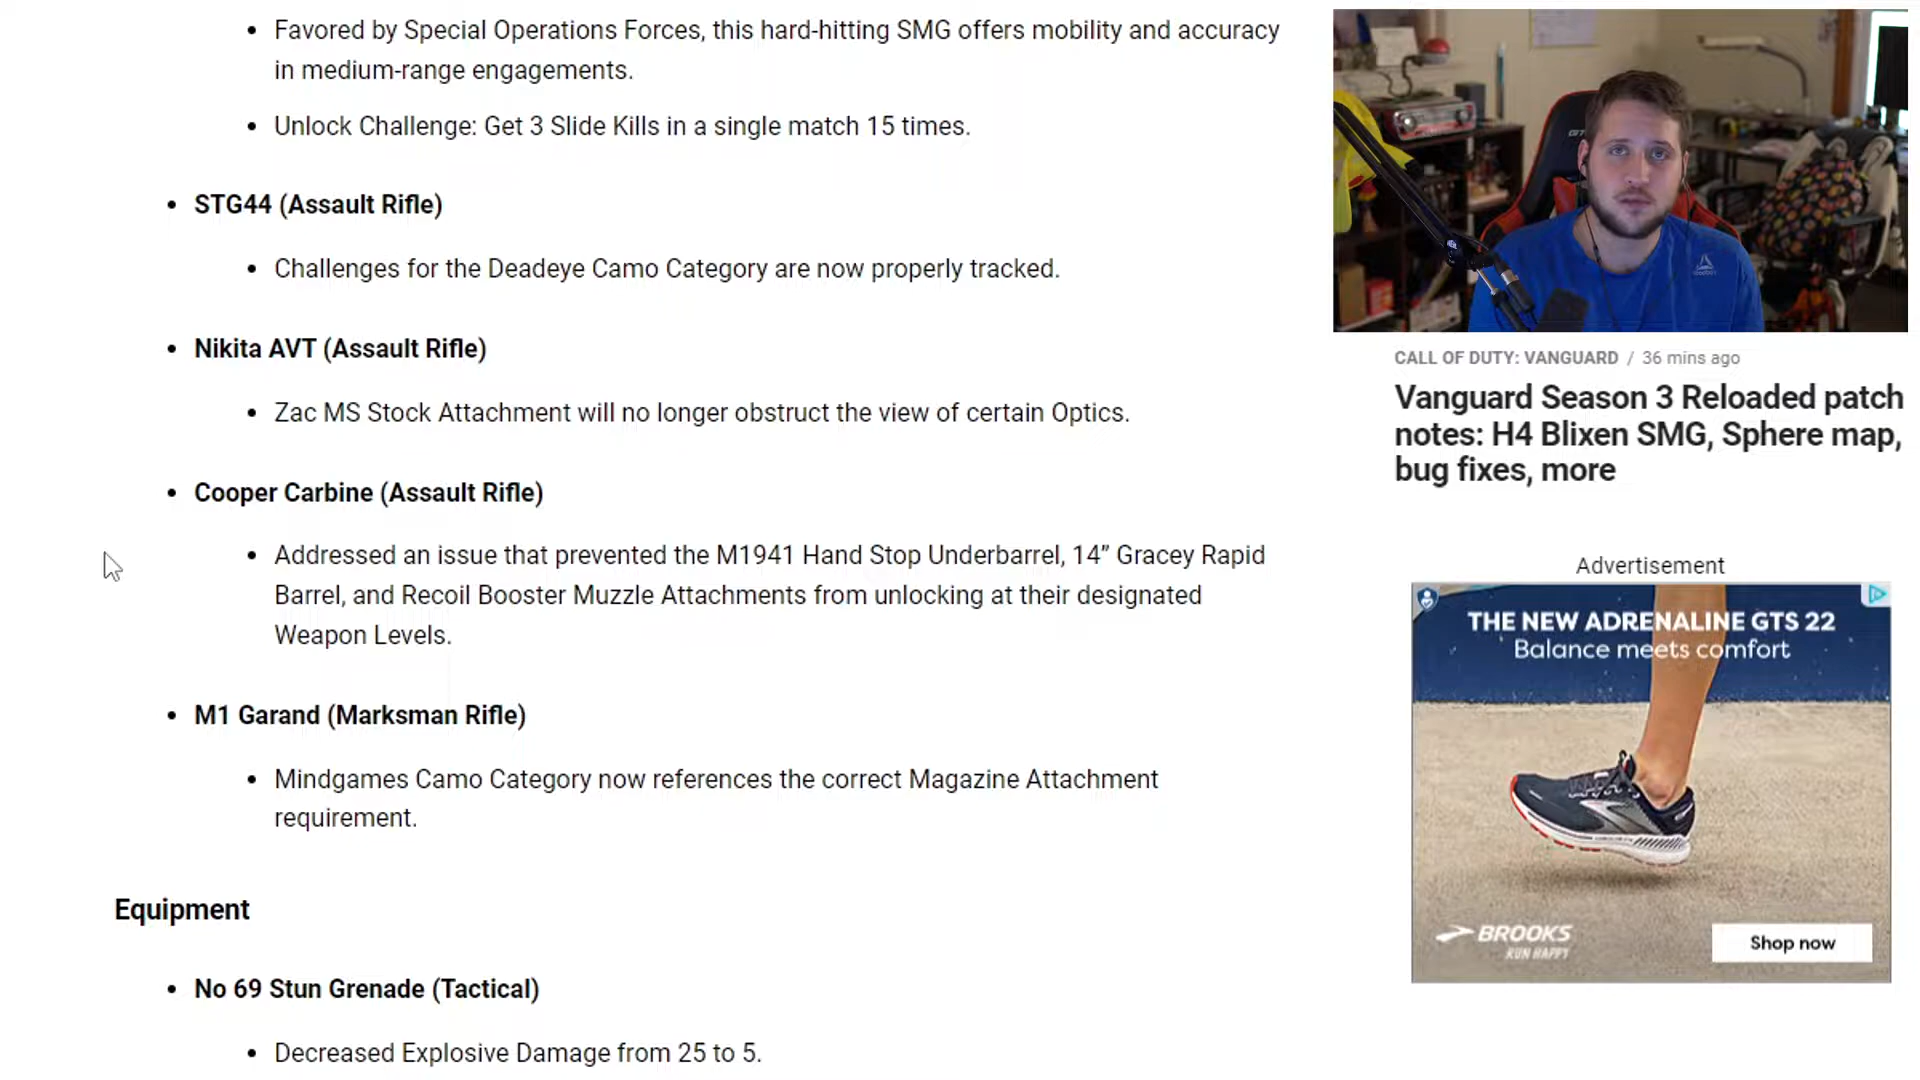 Favored by Special Operations Forces, this hard-hitting SMG offers mobility and accuracy
in medium-range engagements.
Unlock Challenge: Get 3 Slide Kills in a single match 15 times.
STG44 (Assault Rifle)
Challenges for the Deadeye Camo Category are now properly tracked.
Nikita AVT (Assault Rifle)
Zac MS Stock Attachment will no longer obstruct the view of certain Optics.
Cooper Carbine (Assault Rifle)
Addressed an issue that prevented the M1941 Hand Stop Underbarrel, 14” Gracey Rapid
Barrel, and Recoil Booster Muzzle Attachments from unlocking at their designated
Weapon Levels.
M1 Garand (Marksman Rifle)
Mindgames Camo Category now references the correct Magazine Attachment
requirement.
Equipment
No 69 Stun Grenade (Tactical)
Decreased Explosive Damage from 25 to 5.
CALL OF DUTY: VANGUARD / 36 mins ago
Vanguard Season 3 Reloaded patch
notes: H4 Blixen SMG, Sphere map,
bug fixes, more
Advertisement
THE NEW ADRENALINE GTS 22
Balance meets comfort
BROOKS
RUN HAPPY
Shop now